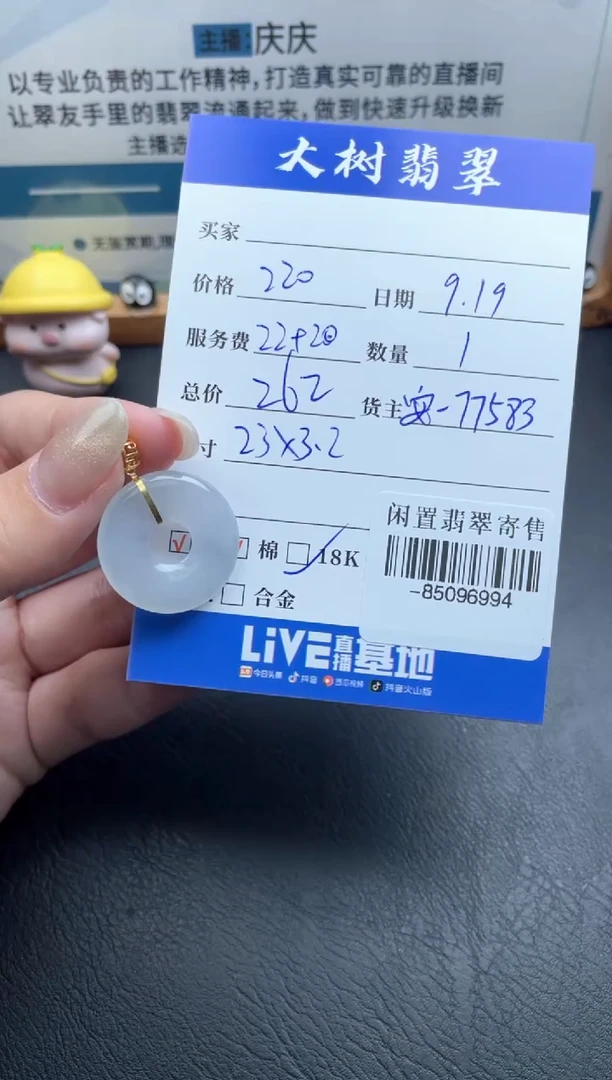 主播:庆庆
以专业负责的工作精神,打造真实可靠的直播间
让翠友手里的翡翠流通起来,做到快速升级换新
主播
大树翡翠
买家
价格 220 日期 9.19
服务费 22+20 数量 1
总价 262 货主 安-77583
寸 23X3.2
闲置翡翠寄售
棉 18K
-85096994
合金
LiVE直播基地
今日头条 抖音 西瓜视频 抖音火山版